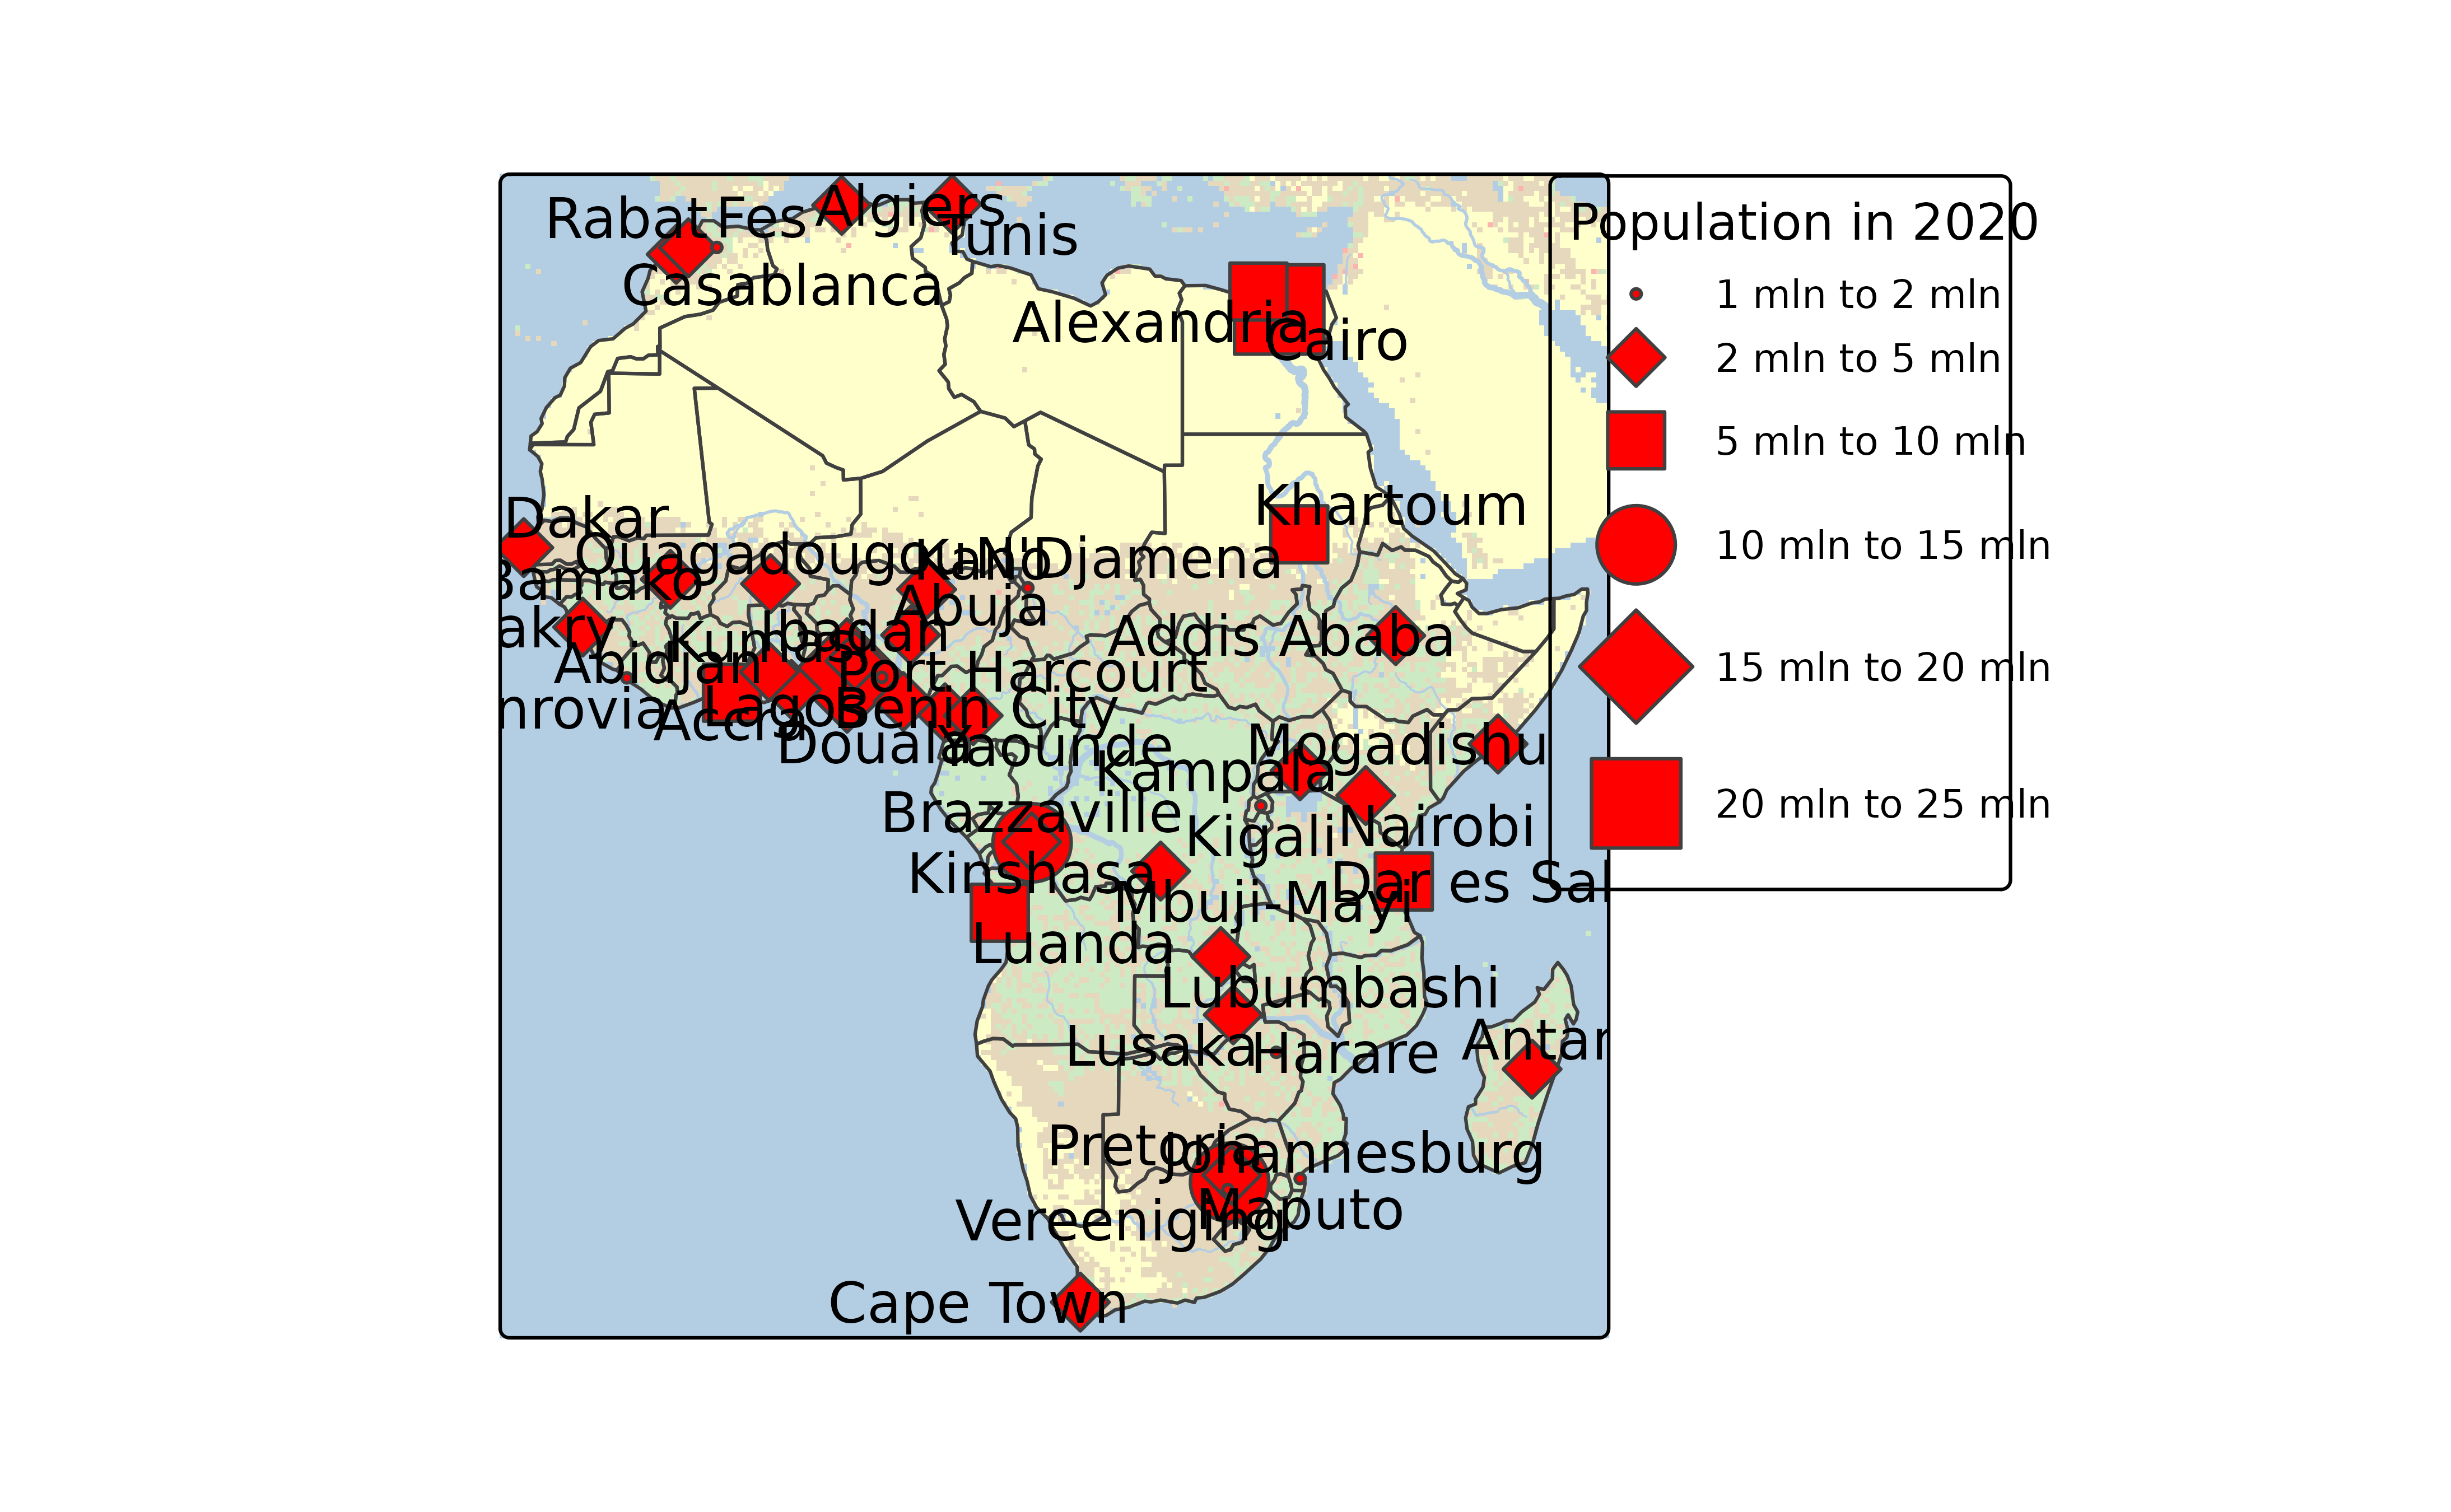 Rabat
Fes
Algiers
Tunis
Casablanca
Alexandria
Cairo
Khartoum
Dakar
Ouagadougou
Kano
N'Djamena
Bamako
Abuja
akry
Ibadan
Kumasi
Addis Ababa
Abidjan
Port Harcourt
nrovia
Accra
Lagos
Benin City
Douala
Yaounde
Mogadishu
Kampala
Brazzaville
Kigali
Nairobi
Kinshasa
Dar es Sal
Mbuji-Mayi
Luanda
Lubumbashi
Lusaka
Harare
Antar
Pretoria
Johannesburg
Maputo
Vereeniging
Cape Town
Population in 2020
1 mln to 2 mln
2 mln to 5 mln
5 mln to 10 mln
10 mln to 15 mln
15 mln to 20 mln
20 mln to 25 mln